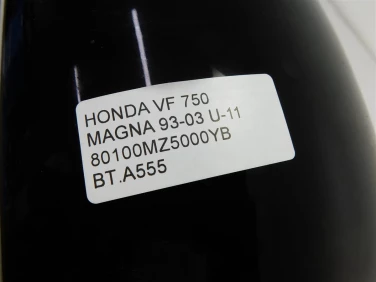 HONDA VF 750
MAGNA 93-03 U-11
80100MZ5000YB
BT.A555